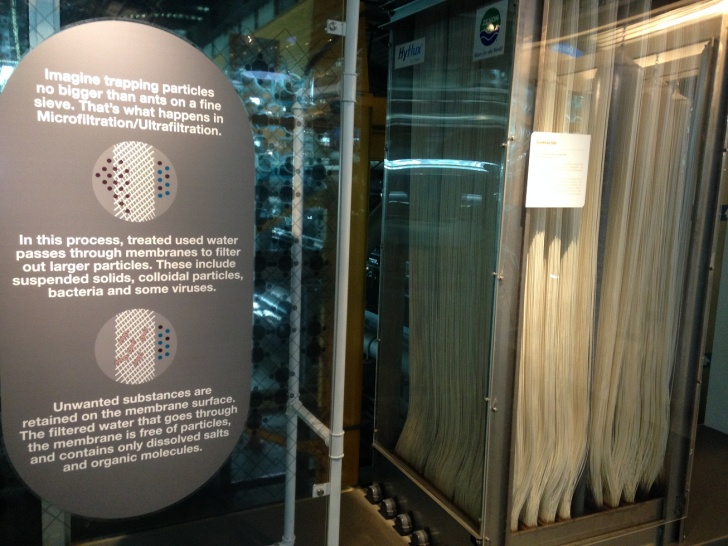 Imagine trapping particles
no bigger than ants on a fine
sieve. That's what happens in
Microfiltration/Ultrafiltration.
In this process, treated used water
passes through membranes to filter
out larger particles. These include
suspended solids, colloidal particles,
bacteria and some viruses.
Unwanted substances are
retained on the membrane surface.
The filtered water that goes through
the membrane is free of particles,
and contains only dissolved salts
and organic molecules.
Hyflux